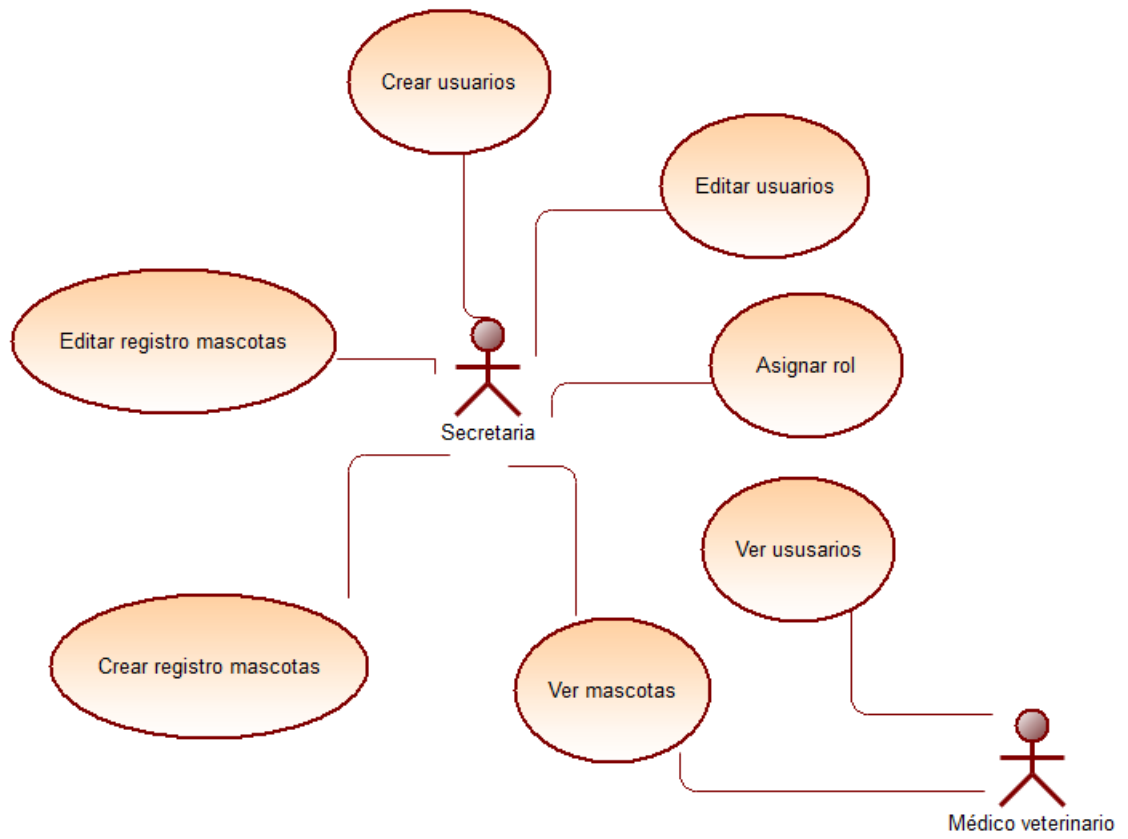 Crear usuarios
Editar usuarios
Editar registro mascotas
Asignar rol
Secretaria
Ver ususarios
Crear registro mascotas
Ver mascotas
Médico veterinario